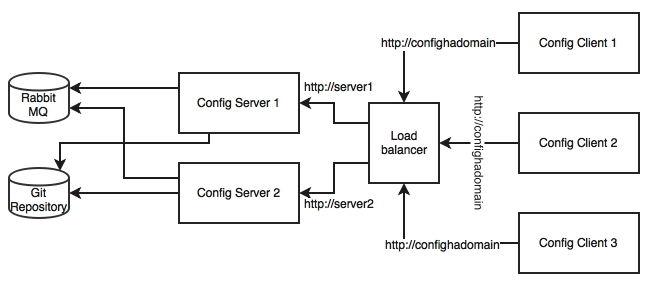 http://confighadomain
Config Client 1
Rabbit
MQ
Config Server 1
http://server1
Load
balancer
http://confighadomain
Config Client 2
Git
Repository
Config Server 2
http://server2
http://confighadomain
Config Client 3